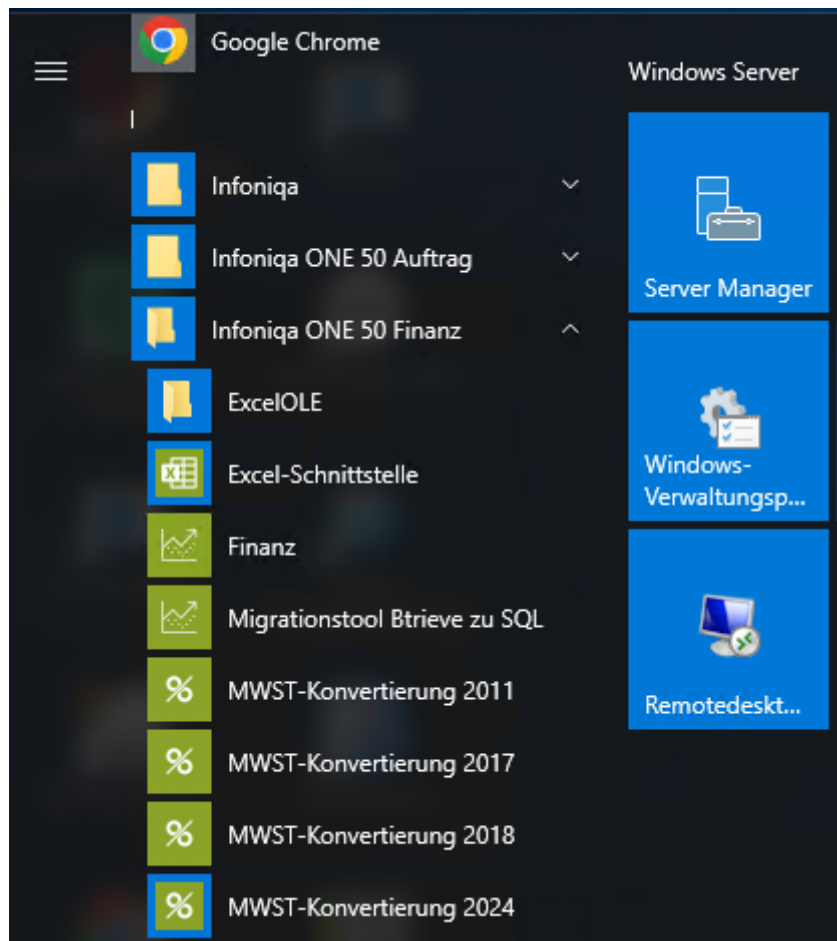 Google Chrome
I
Infoniqa
Infoniqa ONE 50 Auftrag
Infoniqa ONE 50 Finanz
ExcelOLE
Excel-Schnittstelle
Finanz
Migrationstool Btrieve zu SQL
% MWST-Konvertierung 2011
% MWST-Konvertierung 2017
% MWST-Konvertierung 2018
% MWST-Konvertierung 2024
Windows Server
Server Manager
Windows-
Verwaltungsp...
Remotedeskt...